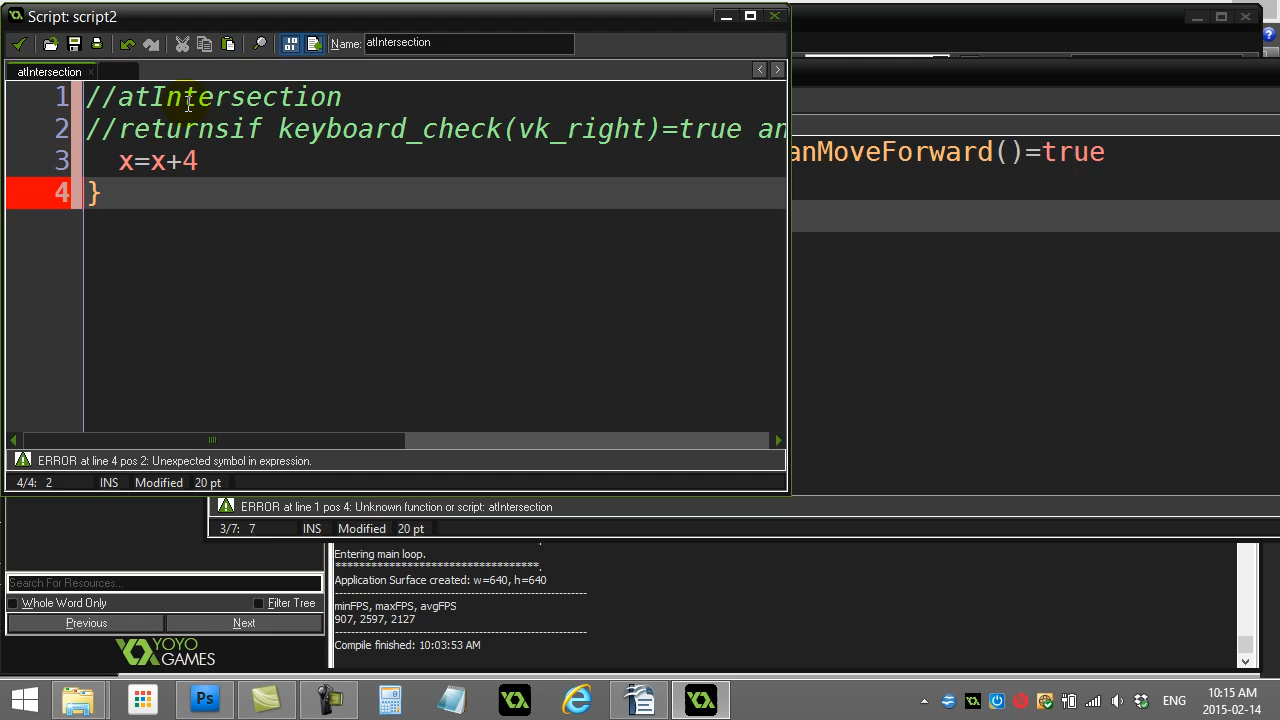 Script: script2
Name: atIntersection
atIntersection
1 //atIntersection
2 //returnsif keyboard_check(vk_right)=true an
3 x=x+4
4 }
anMoveForward()=true
ERROR at line 4 pos 2: Unexpected symbol in expression.
4/4: 2 INS Modified 20 pt
ERROR at line 1 pos 4: Unknown function or script: atIntersection
3/7: 7 INS Modified 20 pt
Entering main loop.
**********************************.
Application Surface created: w=640, h=640
Search For Resources...
Whole Word Only Filter Tree
minFPS, maxFPS, avgFPS
Previous Next
907, 2597, 2127
YOYO
GAMES
Compile finished: 10:03:53 AM
Ps
ENG
10:15 AM
2015-02-14